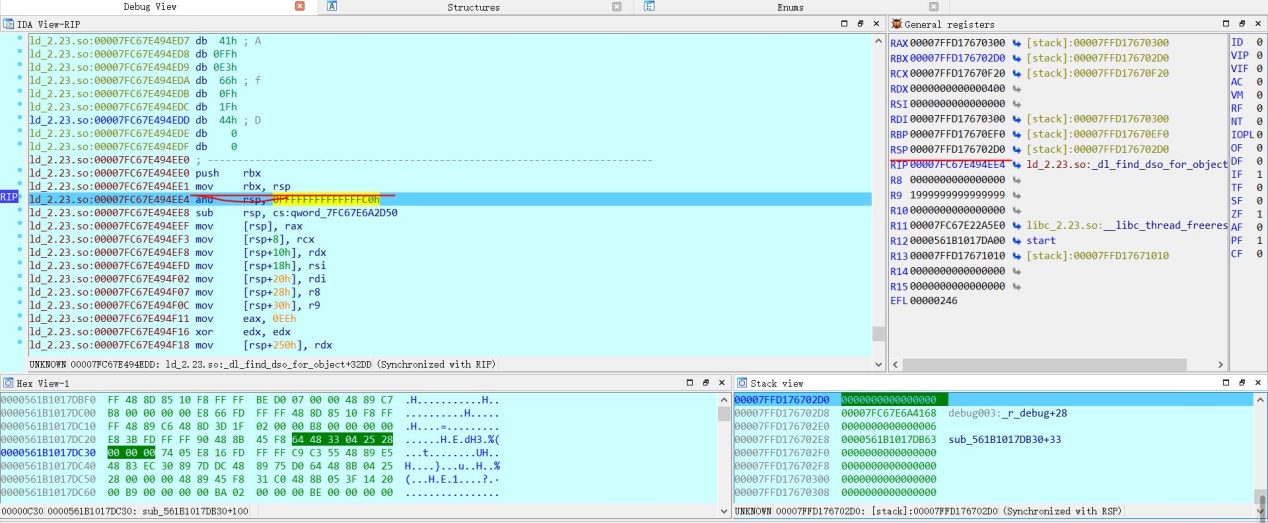 Debug View
Structures
Enums
IDA View-RIP
ld_2.23.so:00007FC67E494ED7 db 41h ; A
ld_2.23.so:00007FC67E494ED8 db 0FFh
ld_2.23.so:00007FC67E494ED9 db 0E3h
ld_2.23.so:00007FC67E494EDA db 66h ; f
ld_2.23.so:00007FC67E494EDB db 0Fh
ld_2.23.so:00007FC67E494EDC db 1Fh
ld_2.23.so:00007FC67E494EDD db 44h ; D
ld_2.23.so:00007FC67E494EDE db 0
ld_2.23.so:00007FC67E494EDF db 0
ld_2.23.so:00007FC67E494EE0 ; ---------------------------------------------------------------------------
ld_2.23.so:00007FC67E494EE0 push rbx
ld_2.23.so:00007FC67E494EE1 mov rbx, rsp
RIP
ld_2.23.so:00007FC67E494EE4 and rsp, 0FFFFFFFFFFFFFFC0h
ld_2.23.so:00007FC67E494EE8 sub rsp, cs:qword_7FC67E6A2D50
ld_2.23.so:00007FC67E494EEF mov [rsp], rax
ld_2.23.so:00007FC67E494EF3 mov [rsp+8], rcx
ld_2.23.so:00007FC67E494EF8 mov [rsp+10h], rdx
ld_2.23.so:00007FC67E494EFD mov [rsp+18h], rsi
ld_2.23.so:00007FC67E494F02 mov [rsp+20h], rdi
ld_2.23.so:00007FC67E494F07 mov [rsp+28h], r8
ld_2.23.so:00007FC67E494F0C mov [rsp+30h], r9
ld_2.23.so:00007FC67E494F11 mov eax, 0EEh
ld_2.23.so:00007FC67E494F16 xor edx, edx
ld_2.23.so:00007FC67E494F18 mov [rsp+250h], rdx
UNKNOWN 00007FC67E494EDD: ld_2.23.so:_dl_find_dso_for_object+32DD (Synchronized with RIP)
General registers
RAX 00007FFD17670300 [stack]:00007FFD17670300
RBX 00007FFD176702D0 [stack]:00007FFD176702D0
RCX 00007FFD17670F20 [stack]:00007FFD17670F20
RDX 0000000000000400
RSI 0000000000000000
RDI 00007FFD17670300 [stack]:00007FFD17670300
RBP 00007FFD17670EF0 [stack]:00007FFD17670EF0
RSP 00007FFD176702D0 [stack]:00007FFD176702D0
RIP 00007FC67E494EE4 ld_2.23.so:_dl_find_dso_for_object
R8 0000000000000000
R9 1999999999999999
R10 0000000000000000
R11 00007FC67E22A5E0 libc_2.23.so:__libc_thread_freeres
R12 0000561B1017DA00 start
R13 00007FFD17671010 [stack]:00007FFD17671010
R14 0000000000000000
R15 0000000000000000
EFL 00000246
ID 0
VIP 0
VIF 0
AC 0
VM 0
RF 0
NT 0
IOPL 0
OF 0
DF 0
IF 1
TF 0
SF 0
ZF 1
AF 0
PF 1
CF 0
Hex View-1
0000561B1017DBF0 FF 48 8D 85 10 F8 FF FF BE D0 07 00 00 48 89 C7 .H...........H..
0000561B1017DC00 B8 00 00 00 00 E8 66 FD FF FF 48 8D 85 10 F8 FF ......f...H.....
0000561B1017DC10 FF 48 89 C6 48 8D 3D 1F 02 00 00 B8 00 00 00 00 .H..H.=.........
0000561B1017DC20 E8 3B FD FF FF 90 48 8B 45 F8 64 48 33 04 25 28 .;....H.E.dH3.%(
0000561B1017DC30 00 00 00 74 05 E8 16 FD FF FF C9 C3 55 48 89 E5 ...t........UH..
0000561B1017DC40 48 83 EC 30 89 7D DC 48 89 75 D0 64 48 8B 04 25 H..0.}.H.u.dH..%
0000561B1017DC50 28 00 00 00 48 89 45 F8 31 C0 48 8B 05 3F 14 20 (...H.E.1.H..?.
0000561B1017DC60 00 B9 00 00 00 00 BA 02 00 00 00 BE 00 00 00 00 ................
00000C30 0000561B1017DC30: sub_561B1017DB30+100
Stack view
00007FFD176702D0 0000000000000000
00007FFD176702D8 00007FC67E6A4168 debug003:_r_debug+28
00007FFD176702E0 0000000000000006
00007FFD176702E8 0000561B1017DB63 sub_561B1017DB30+33
00007FFD176702F0 0000000000000000
00007FFD176702F8 0000000000000000
00007FFD17670300 0000000000000000
00007FFD17670308 0000000000000000
UNKNOWN 00007FFD176702D0: [stack]:00007FFD176702D0 (Synchronized with RSP)